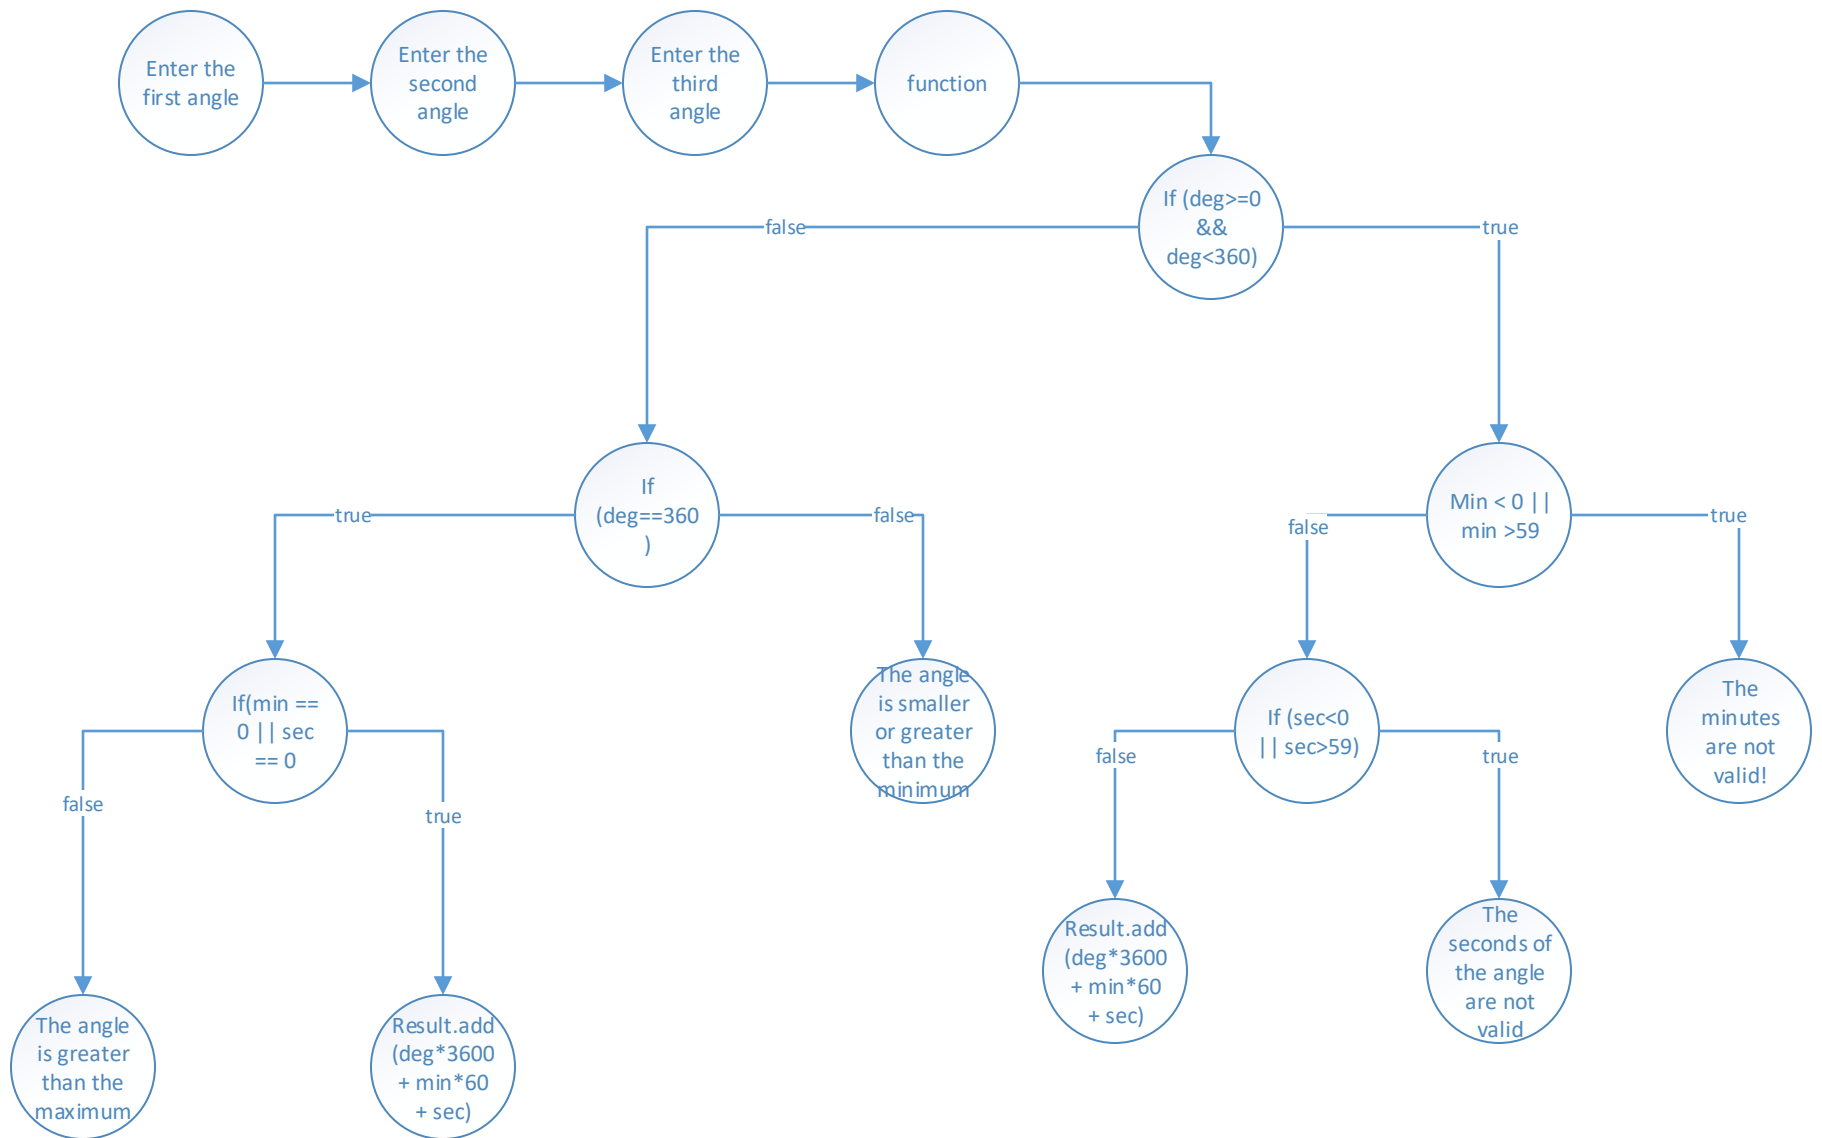 Enter the
first angle
Enter the
second
angle
Enter the
third
angle
function
If (deg>=0
&&
deg<360)
false
true
If
(deg==360
)
Min < 0 ||
min >59
true
false
false
true
If(min ==
0 || sec
== 0
The angle
is smaller
or greater
than the
minimum
If (sec<0
|| sec>59)
The
minutes
are not
valid!
false
true
false
true
Result.add
(deg*3600
+ min*60
+ sec)
The
seconds of
the angle
are not
valid
The angle
is greater
than the
maximum
Result.add
(deg*3600
+ min*60
+ sec)